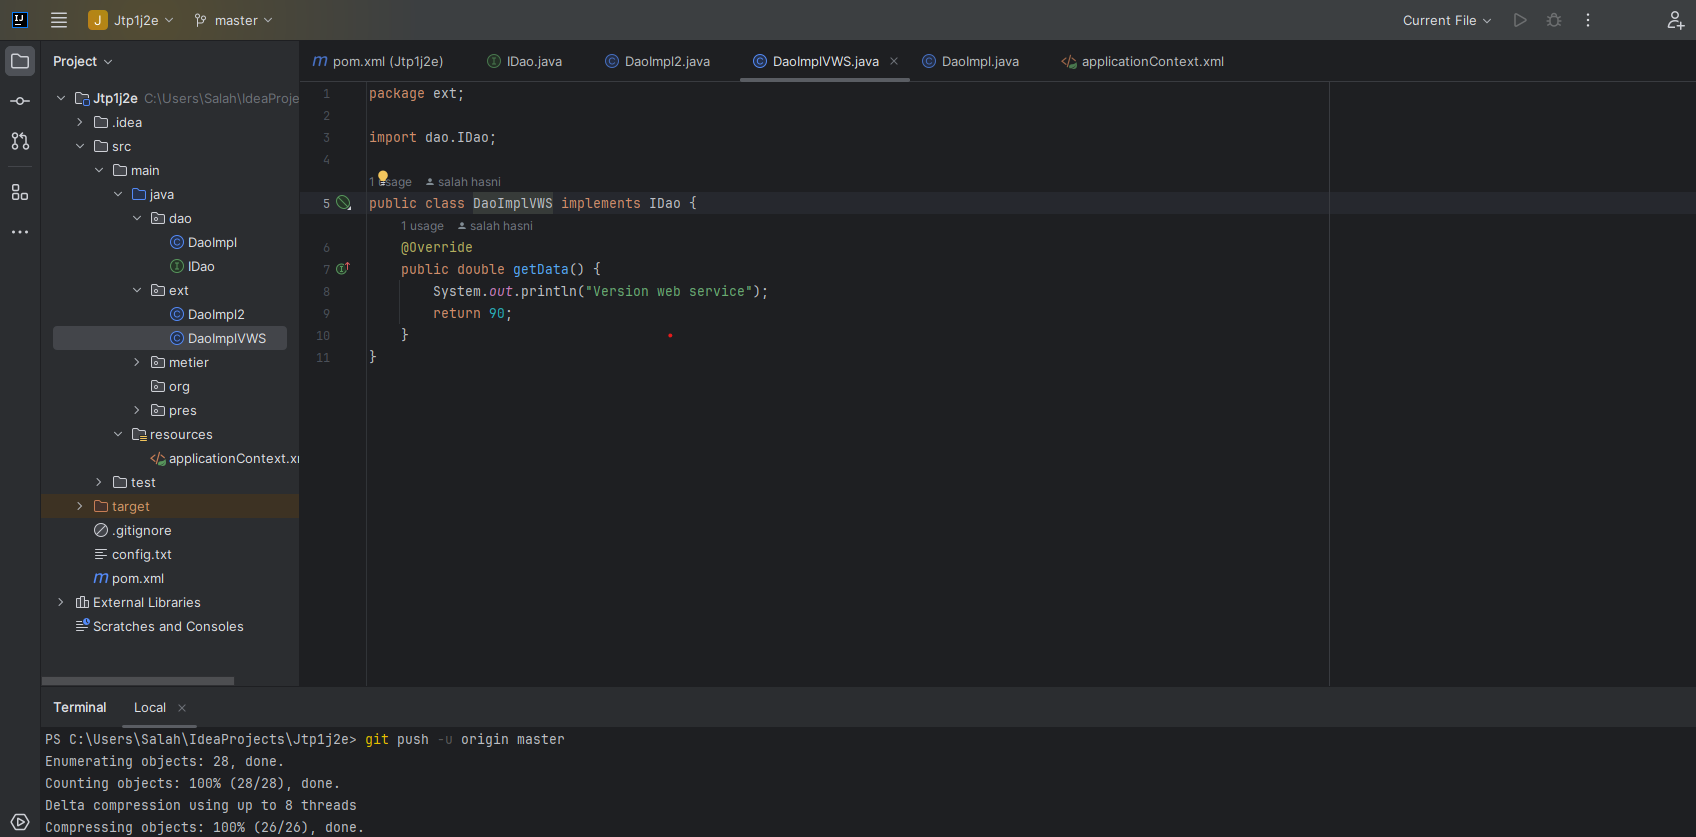 Jtp1j2e
master
Current File
Project
pom.xml (Jtp1j2e)
IDao.java
DaoImpl2.java
DaoImplVWS.java
DaoImpl.java
applicationContext.xml
Jtp1j2e C:\Users\Salah\IdeaProje
.idea
src
main
java
dao
DaoImpl
IDao
ext
DaoImpl2
DaoImplVWS
metier
org
pres
resources
applicationContext.x
test
target
.gitignore
config.txt
pom.xml
External Libraries
Scratches and Consoles
1 package ext;
2
3 import dao.IDao;
4
1 usage salah hasni
5 public class DaoImplVWS implements IDao {
1 usage salah hasni
6 @Override
7 public double getData() {
8 System.out.println("Version web service");
9 return 90;
10 }
11 }
Terminal
Local
PS C:\Users\Salah\IdeaProjects\Jtp1j2e> git push -u origin master
Enumerating objects: 28, done.
Counting objects: 100% (28/28), done.
Delta compression using up to 8 threads
Compressing objects: 100% (26/26), done.